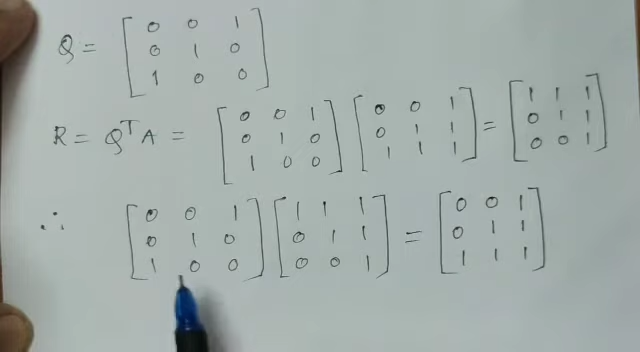 Q = [0 0 1
0 1 0
1 0 0]
R = QᵀA = [0 0 1 [0 0 1 = [1 1 1
0 1 0 0 1 1 0 1 1
1 0 0] 1 1 1] 0 0 1]
∴ [0 0 1 [1 1 1 = [0 0 1
0 1 0 0 1 1 0 1 1
1 0 0] 0 0 1] 1 1 1]